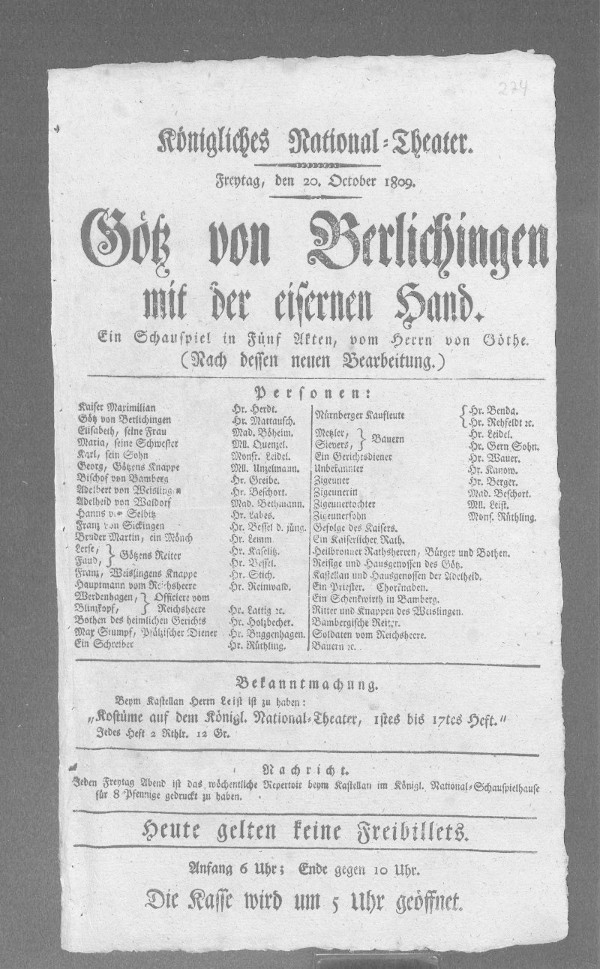 274
Königliches National-Theater.
Freytag, den 20. October 1809.
Götz von Berlichingen
mit der eisernen Hand.
Ein Schauspiel in Fünf Akten, vom Herrn von Göthe.
(Nach dessen neuen Bearbeitung.)
Personen:
Kaiser Maximilian Hr. Herdt.
Götz von Berlichingen Hr. Mattausch.
Elisabeth, seine Frau Mad. Böheim.
Maria, seine Schwester Mll. Quenzel.
Karl, sein Sohn Mons. Leidel.
Georg, Götzens Knappe Mll. Unzelmann.
Bischof von Bamberg Hr. Greibe.
Adelbert von Weislingen Hr. Beschort.
Adelheid von Walldorf Mad. Bethmann.
Hanns von Selbitz Hr. Labes.
Franz von Sickingen Hr. Bessel d. jüng.
Bruder Martin, ein Mönch Hr. Lemm.
Lerse, Hr. Kaselitz.
Faud, } Götzens Reiter Hr. Bessel.
Franz, Weislingens Knappe Hr. Stich.
Hauptmann vom Reichsheere Hr. Reinwald.
Werdenhagen, } Officiere vom
Blinzkopf, Reichsheere Hr. Lattig ꝛc.
Bothen des heimlichen Gerichts Hr. Holzbecher.
Max Stumpf, Pfälzischer Diener Hr. Buggenhagen.
Ein Schreiber Hr. Rüthling.
Nürnberger Kaufleute { Hr. Benda.
Hr. Rehfeldt ꝛc.
Metzler, } Bauern Hr. Leidel.
Sievers, Hr. Gern Sohn.
Ein Gerichtsdiener Hr. Wauer.
Unbekannter Hr. Kanow.
Zigeuner Hr. Berger.
Zigeunerin Mad. Beschort.
Zigeunertochter Mll. Leist.
Zigeunersohn Mons. Rüthling.
Gefolge des Kaisers.
Ein Kaiserlicher Rath.
Heilbronner Rathsherren, Bürger und Bothen.
Reisige und Hausgenossen des Götz.
Kastellan und Hausgenossen der Adelheid.
Ein Priester. Chorknaben.
Ein Schenkwirth in Bamberg.
Ritter und Knappen des Weislingen.
Bambergische Reiter.
Soldaten vom Reichsheere.
Bauern ꝛc.
Bekanntmachung.
Beym Kastellan Herrn Leist ist zu haben:
„Kostüme auf dem Königl. National-Theater, 1stes bis 17tes Heft."
Jedes Heft 2 Rthlr. 12 Gr.
Nachricht.
Jeden Freytag Abend ist das wöchentliche Repertoir beym Kastellan im Königl. National-Schauspielhause
für 8 Pfennige gedruckt zu haben.
Heute gelten keine Freibillets.
Anfang 6 Uhr; Ende gegen 10 Uhr.
Die Kasse wird um 5 Uhr geöffnet.